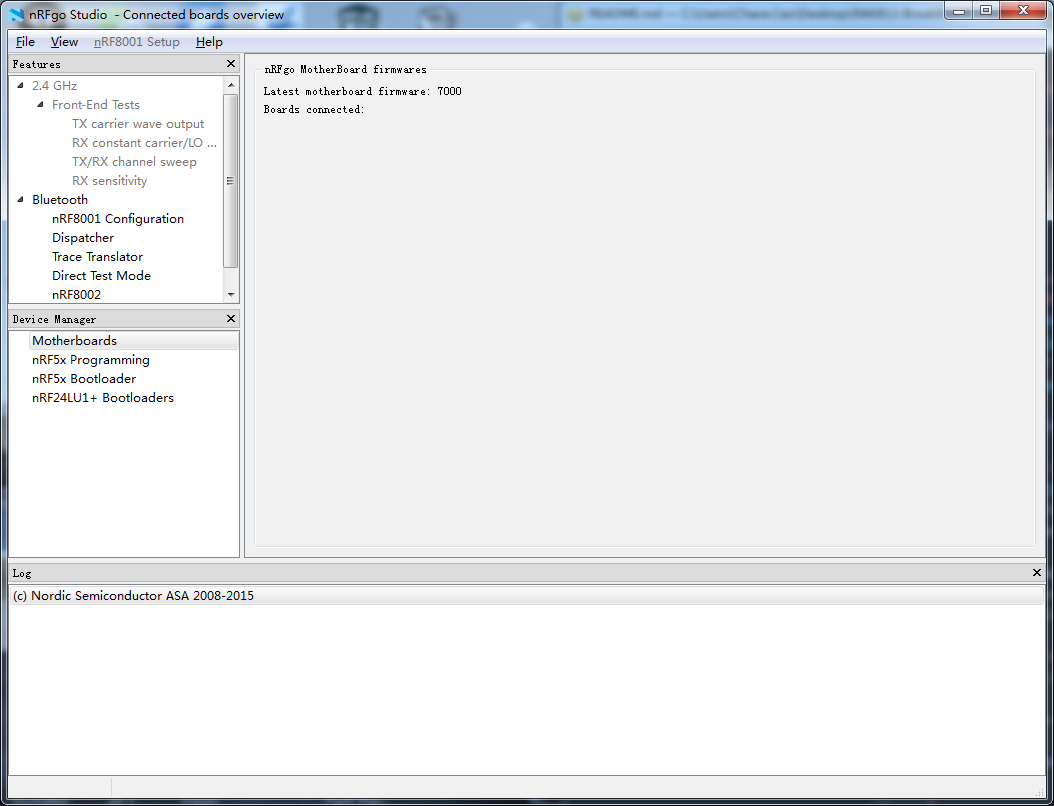 nRFgo Studio - Connected boards overview
File View nRF8001 Setup Help
Features
2.4 GHz
Front-End Tests
TX carrier wave output
RX constant carrier/LO ...
TX/RX channel sweep
RX sensitivity
Bluetooth
nRF8001 Configuration
Dispatcher
Trace Translator
Direct Test Mode
nRF8002
Device Manager
Motherboards
nRF5x Programming
nRF5x Bootloader
nRF24LU1+ Bootloaders
nRFgo MotherBoard firmwares
Latest motherboard firmware: 7000
Boards connected:
Log
(c) Nordic Semiconductor ASA 2008-2015